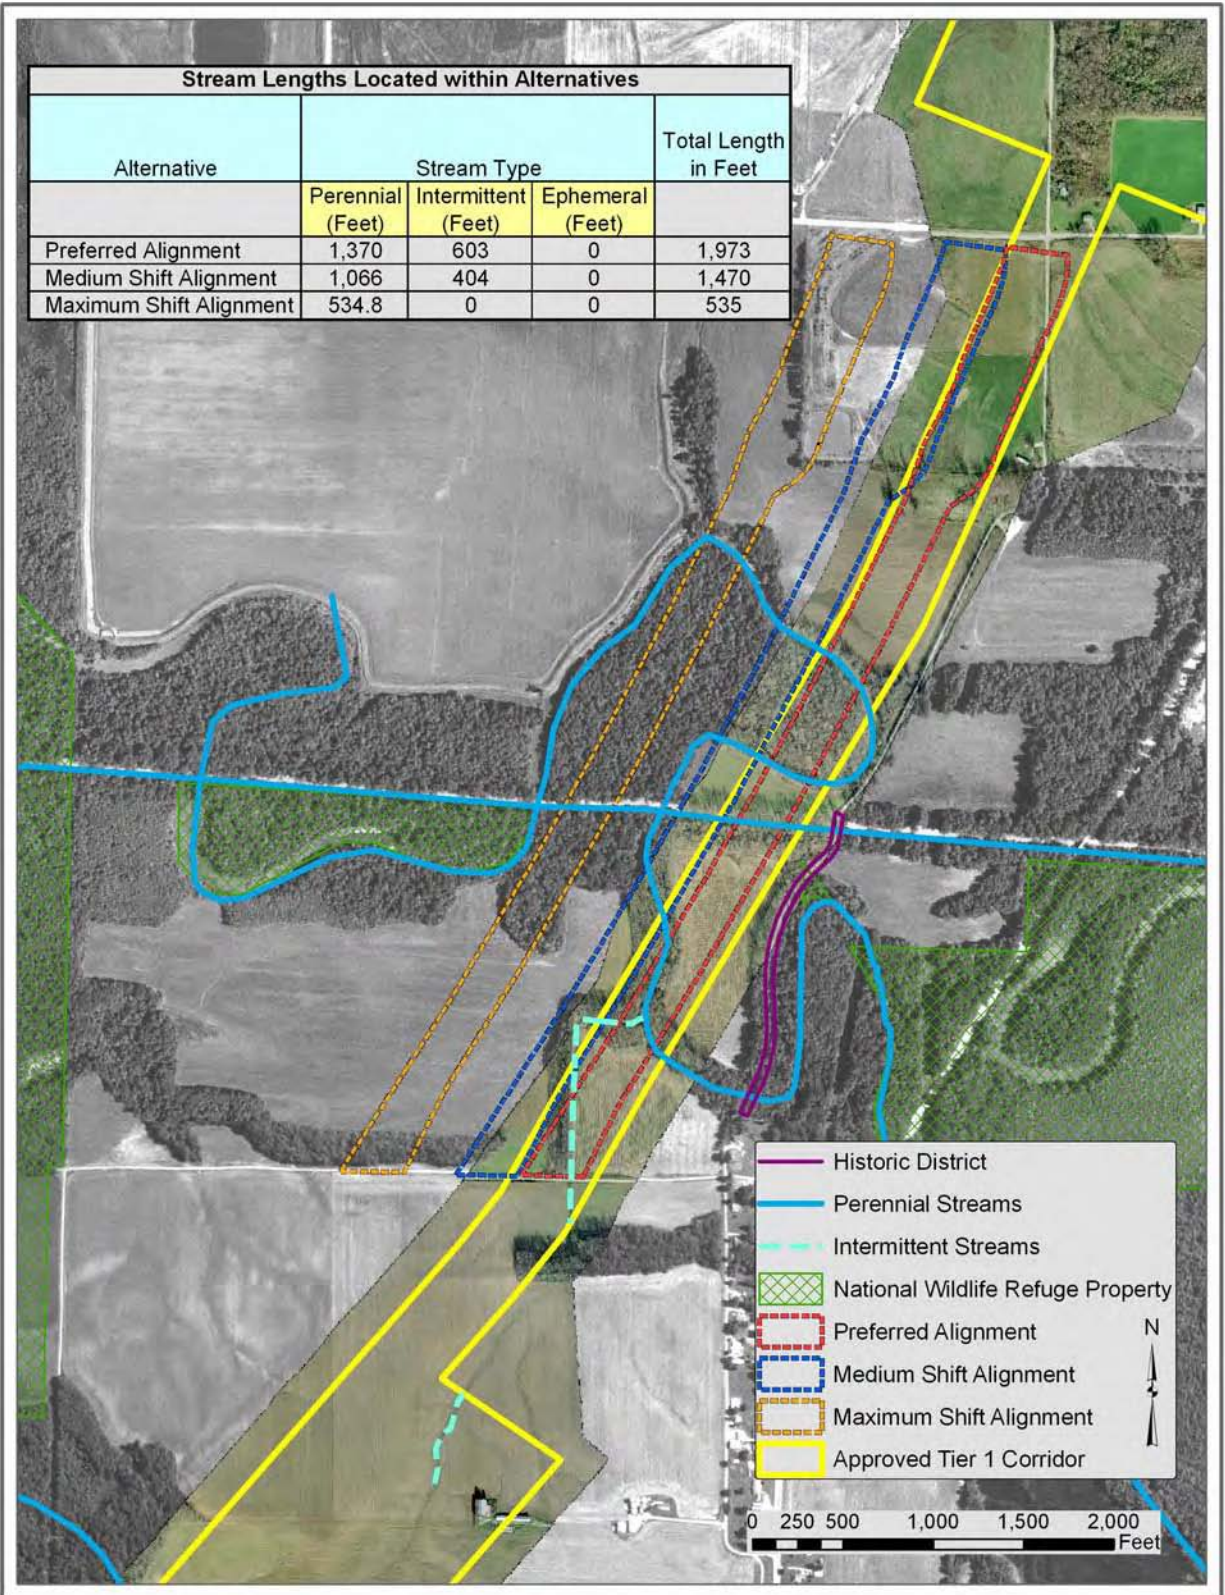 Stream Lengths Located within Alternatives
Alternative Stream Type Total Length in Feet
Perennial (Feet) Intermittent (Feet) Ephemeral (Feet)
Preferred Alignment 1,370 603 0 1,973
Medium Shift Alignment 1,066 404 0 1,470
Maximum Shift Alignment 534.8 0 0 535
Historic District
Perennial Streams
Intermittent Streams
National Wildlife Refuge Property
Preferred Alignment
N
Medium Shift Alignment
Maximum Shift Alignment
Approved Tier 1 Corridor
0 250 500 1,000 1,500 2,000
Feet